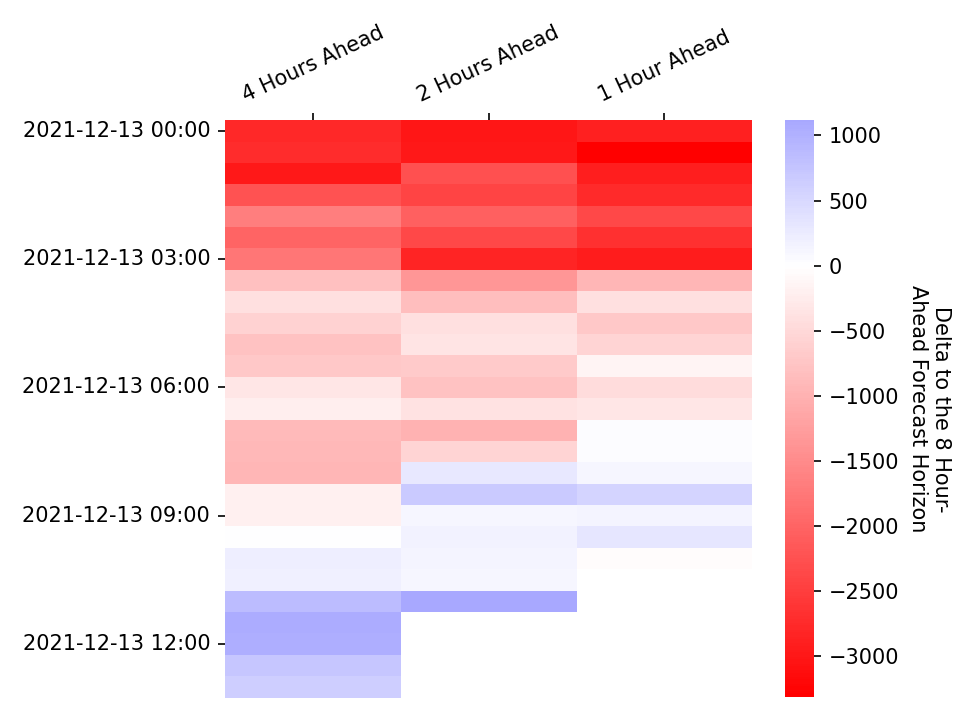 4 Hours Ahead
2 Hours Ahead
1 Hour Ahead
2021-12-13 00:00
2021-12-13 03:00
2021-12-13 06:00
2021-12-13 09:00
2021-12-13 12:00
1000
500
0
−500
−1000
−1500
−2000
−2500
−3000
Delta to the 8 Hour-
Ahead Forecast Horizon